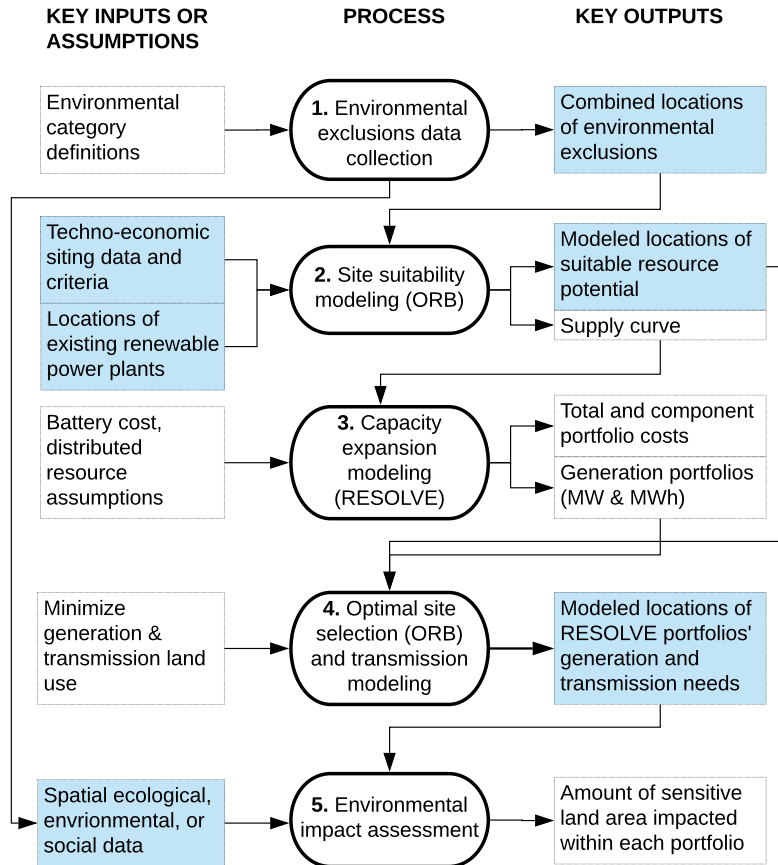 KEY INPUTS OR
ASSUMPTIONS
PROCESS
KEY OUTPUTS
Environmental
category
definitions
1. Environmental
exclusions data
collection
Combined locations
of environmental
exclusions
Techno-economic
siting data and
criteria
Locations of
existing renewable
power plants
2. Site suitability
modeling (ORB)
Modeled locations of
suitable resource
potential
Supply curve
Battery cost,
distributed
resource
assumptions
3. Capacity
expansion
modeling
(RESOLVE)
Total and component
portfolio costs
Generation portfolios
(MW & MWh)
Minimize
generation &
transmission land
use
4. Optimal site
selection (ORB)
and transmission
modeling
Modeled locations of
RESOLVE portfolios'
generation and
transmission needs
Spatial ecological,
envrionmental, or
social data
5. Environmental
impact assessment
Amount of sensitive
land area impacted
within each portfolio